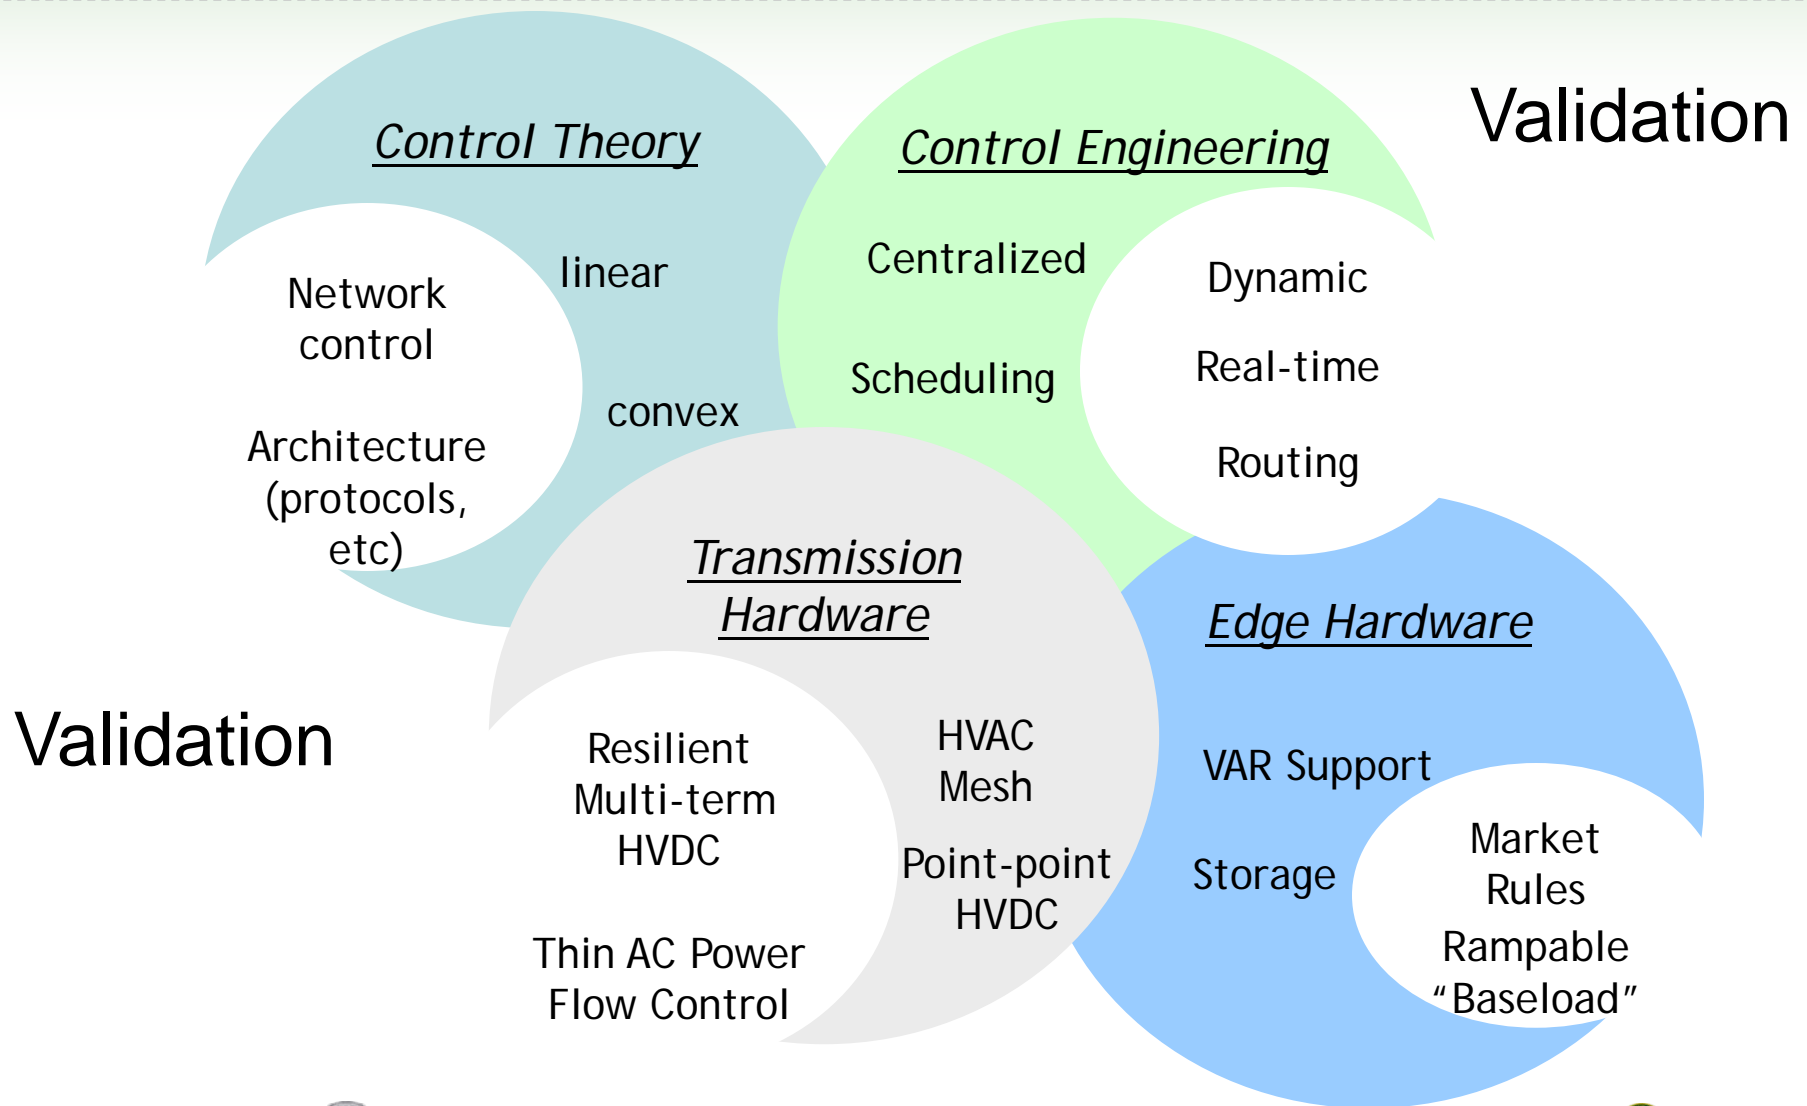 Validation
Control Theory
linear
convex
Network
control
Architecture
(protocols,
etc)
Control Engineering
Centralized
Scheduling
Dynamic
Real-time
Routing
Validation
Transmission
Hardware
Resilient
Multi-term
HVDC
Thin AC Power
Flow Control
HVAC
Mesh
Point-point
HVDC
Edge Hardware
VAR Support
Storage
Market
Rules
Rampable
“Baseload”